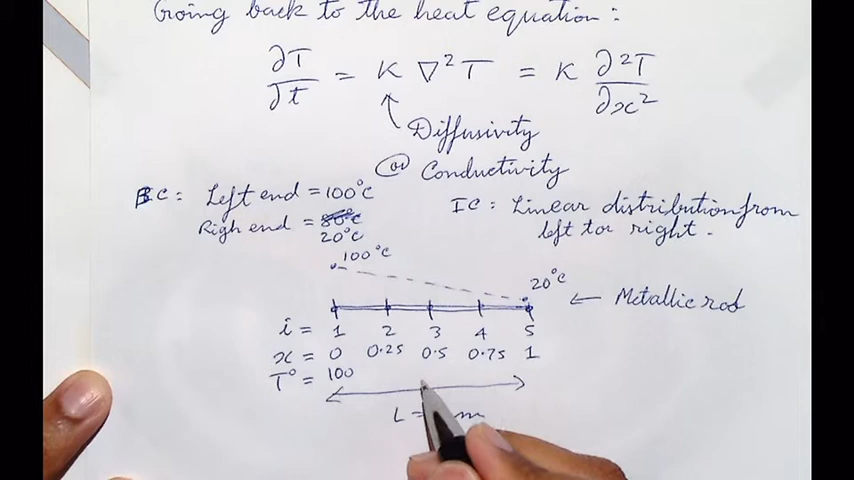 Going back to the heat equation:
∂T/∂t = K ∇²T = K ∂²T/∂x²
Diffusivity
or Conductivity
BC: Left end = 100°C
Righ end =
20°C
IC: Linear distribution from
left to right.
100°C
20°C
← Metallic rod
i = 1 2 3 4 5
x = 0 0.25 0.5 0.75 1
T° = 100
L = m